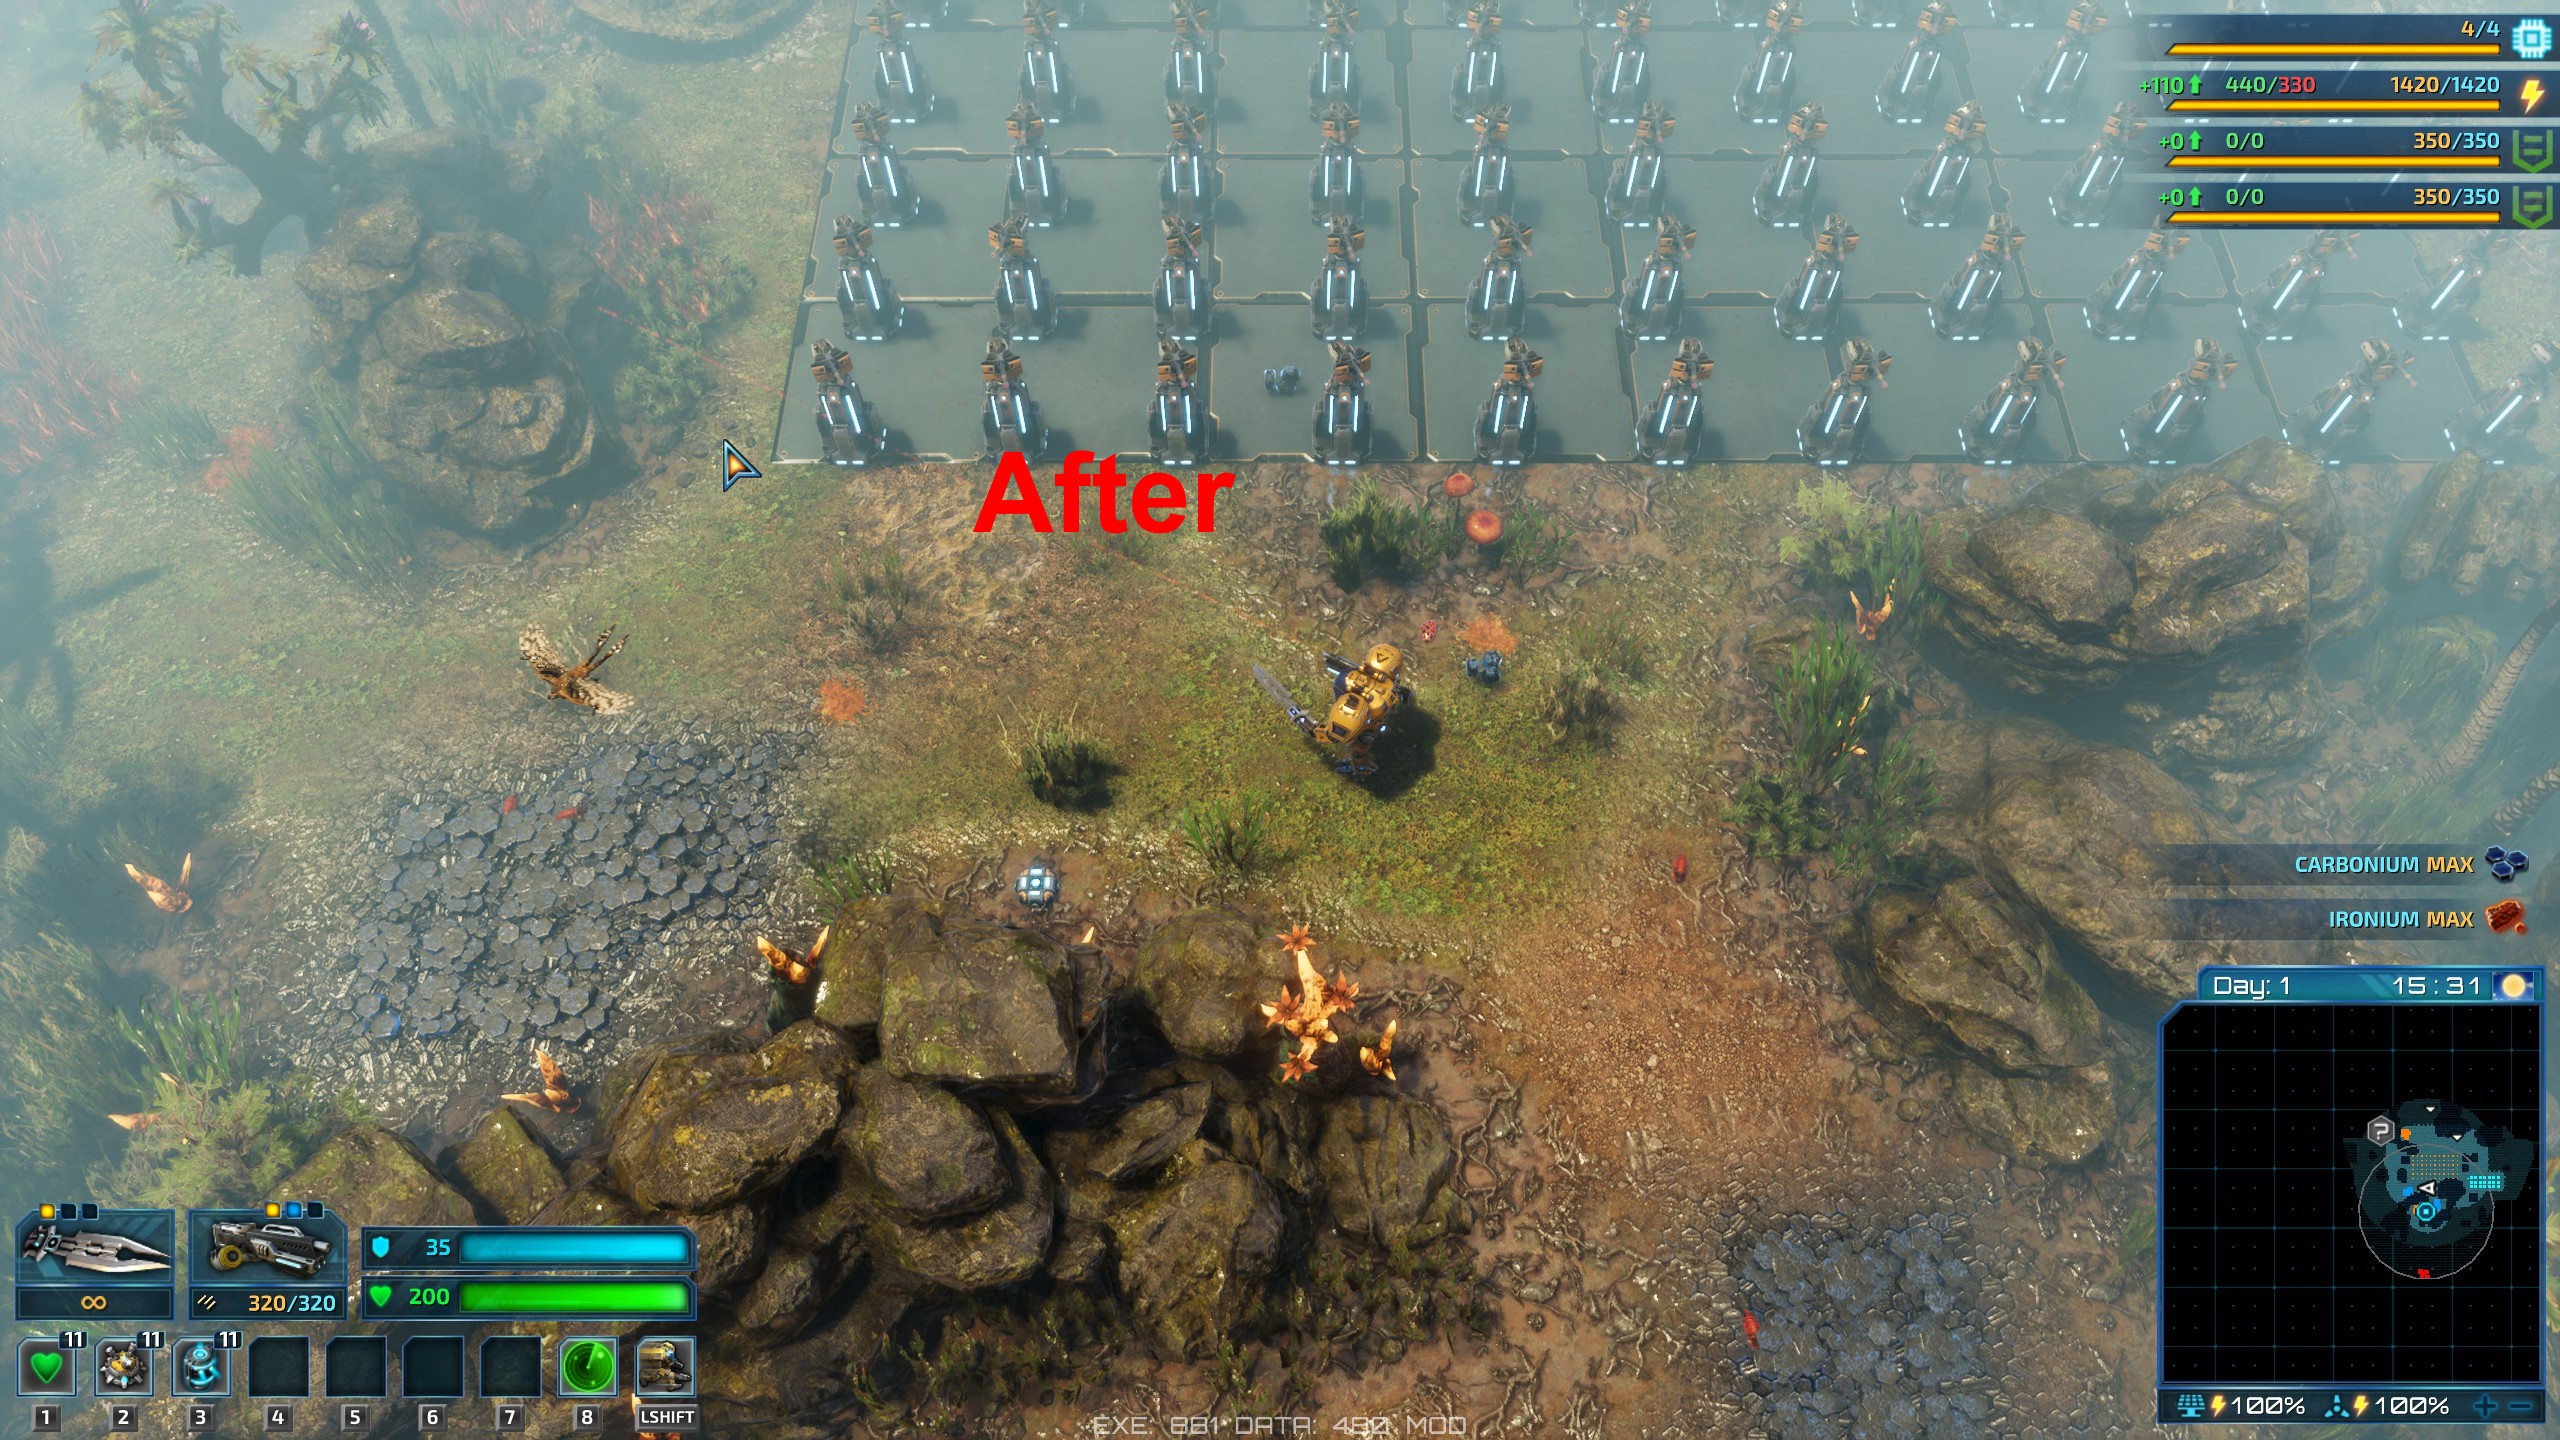 4/4
+110 440/330 1420/1420
+0 0/0 350/350
+0 0/0 350/350
After
CARBONIUM MAX
IRONIUM MAX
Day: 1 15:31
35
200
∞
320/320
11 11 11
1 2 3 4 5 6 7 8 LSHIFT
100% 100%
EXE: 881 DATA: 480 MOD